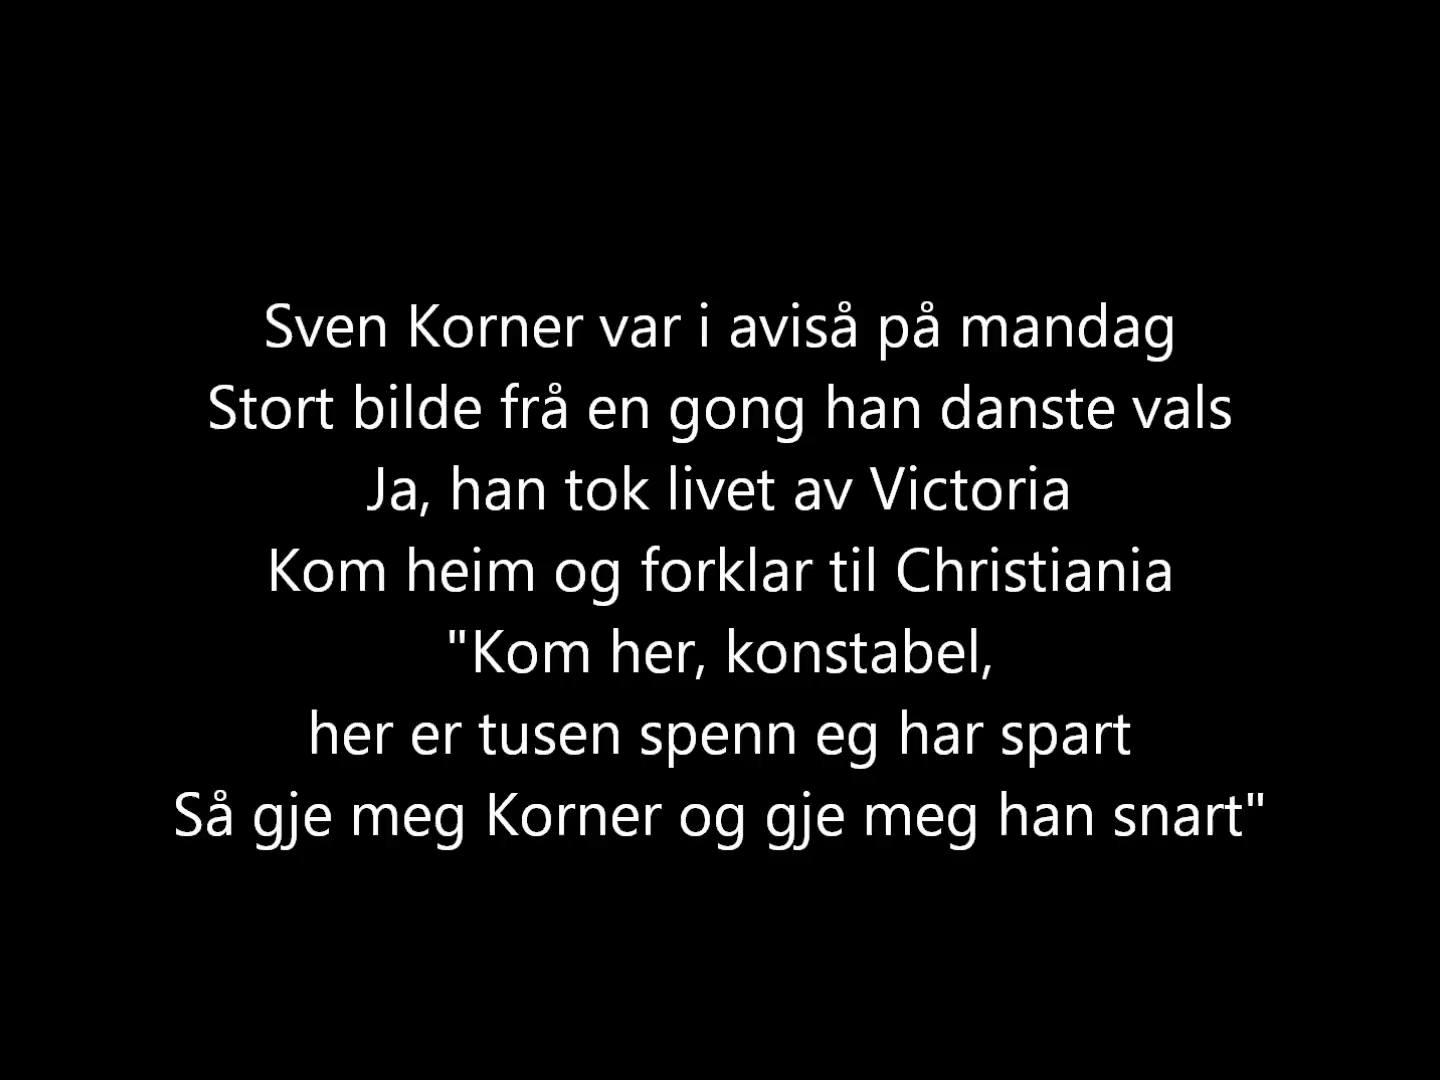 Sven Korner var i aviså på mandag
Stort bilde frå en gong han danste vals
Ja, han tok livet av Victoria
Kom heim og forklar til Christiania
"Kom her, konstabel,
her er tusen spenn eg har spart
Så gje meg Korner og gje meg han snart"